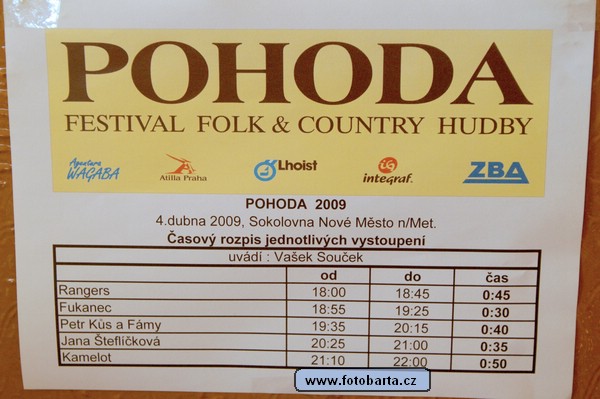 POHODA
FESTIVAL FOLK & COUNTRY HUDBY
Agentura WAGABA Atilla Praha Lhoist iG integraf. ZBA
POHODA 2009
4.dubna 2009, Sokolovna Nové Město n/Met.
Časový rozpis jednotlivých vystoupení
uvádí : Vašek Souček
od do čas
Rangers 18:00 18:45 0:45
Fukanec 18:55 19:25 0:30
Petr Kůs a Fámy 19:35 20:15 0:40
Jana Šteflíčková 20:25 21:00 0:35
Kamelot 21:10 22:00 0:50
www.fotobarta.cz